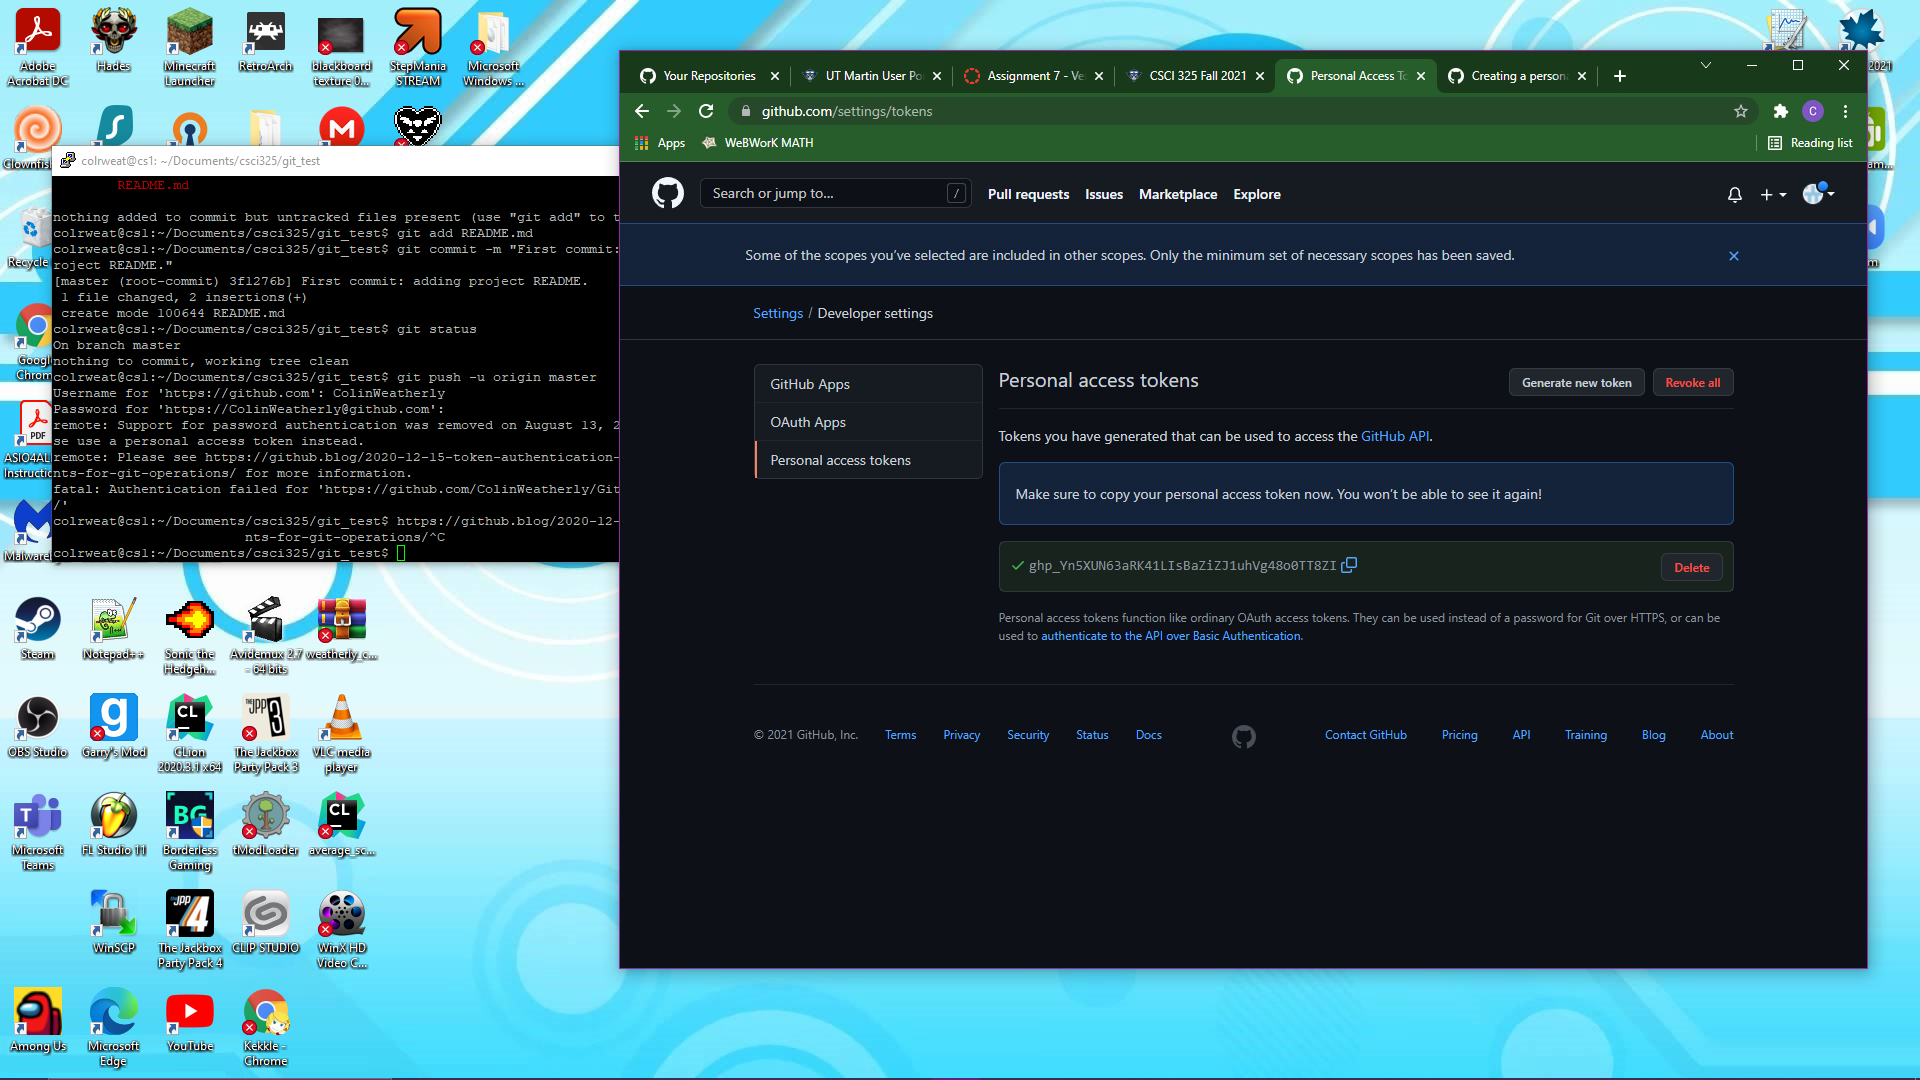 Adobe Acrobat DC
Hades
Minecraft Launcher
RetroArch
blackboard texture 0...
StepMania STREAM
Microsoft Windows ...
2021
colrweat@cs1: ~/Documents/csci325/git_test
README.md
nothing added to commit but untracked files present (use "git add" to t
colrweat@cs1:~/Documents/csci325/git_test$ git add README.md
colrweat@cs1:~/Documents/csci325/git_test$ git commit -m "First commit:
roject README."
[master (root-commit) 3f1276b] First commit: adding project README.
1 file changed, 2 insertions(+)
create mode 100644 README.md
colrweat@cs1:~/Documents/csci325/git_test$ git status
On branch master
nothing to commit, working tree clean
colrweat@cs1:~/Documents/csci325/git_test$ git push -u origin master
Username for 'https://github.com': ColinWeatherly
Password for 'https://ColinWeatherly@github.com':
remote: Support for password authentication was removed on August 13, 2
se use a personal access token instead.
remote: Please see https://github.blog/2020-12-15-token-authentication-
nts-for-git-operations/ for more information.
fatal: Authentication failed for 'https://github.com/ColinWeatherly/Git
/'
colrweat@cs1:~/Documents/csci325/git_test$ https://github.blog/2020-12-
nts-for-git-operations/^C
colrweat@cs1:~/Documents/csci325/git_test$
Your Repositories
UT Martin User Po
Assignment 7 - Ve
CSCI 325 Fall 2021
Personal Access To
Creating a person
github.com/settings/tokens
C
Apps
WeBWorK MATH
Reading list
Search or jump to...
/
Pull requests
Issues
Marketplace
Explore
Some of the scopes you've selected are included in other scopes. Only the minimum set of necessary scopes has been saved.
Settings / Developer settings
GitHub Apps
OAuth Apps
Personal access tokens
Personal access tokens
Generate new token
Revoke all
Tokens you have generated that can be used to access the GitHub API.
Make sure to copy your personal access token now. You won't be able to see it again!
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
Delete
Personal access tokens function like ordinary OAuth access tokens. They can be used instead of a password for Git over HTTPS, or can be
used to authenticate to the API over Basic Authentication.
© 2021 GitHub, Inc.
Terms
Privacy
Security
Status
Docs
Contact GitHub
Pricing
API
Training
Blog
About
Clownfis
Recycle
Googl
Chrom
PDF
ASIO4AL
Instructio
Malware
Steam
Notepad++
Sonic the Hedgeh...
Avidemux 2.7 - 64 bits
weatherly_c...
OBS Studio
Garry's Mod
CL
CLion 2020.3.1 x64
THE JPP 3
The Jackbox Party Pack 3
VLC media player
T
Microsoft Teams
FL Studio 11
BG
Borderless Gaming
tModLoader
CL
average_sc...
WinSCP
THE JPP 4
The Jackbox Party Pack 4
CLIP STUDIO
WinX HD Video C...
Among Us
Microsoft Edge
YouTube
Kekkle - Chrome